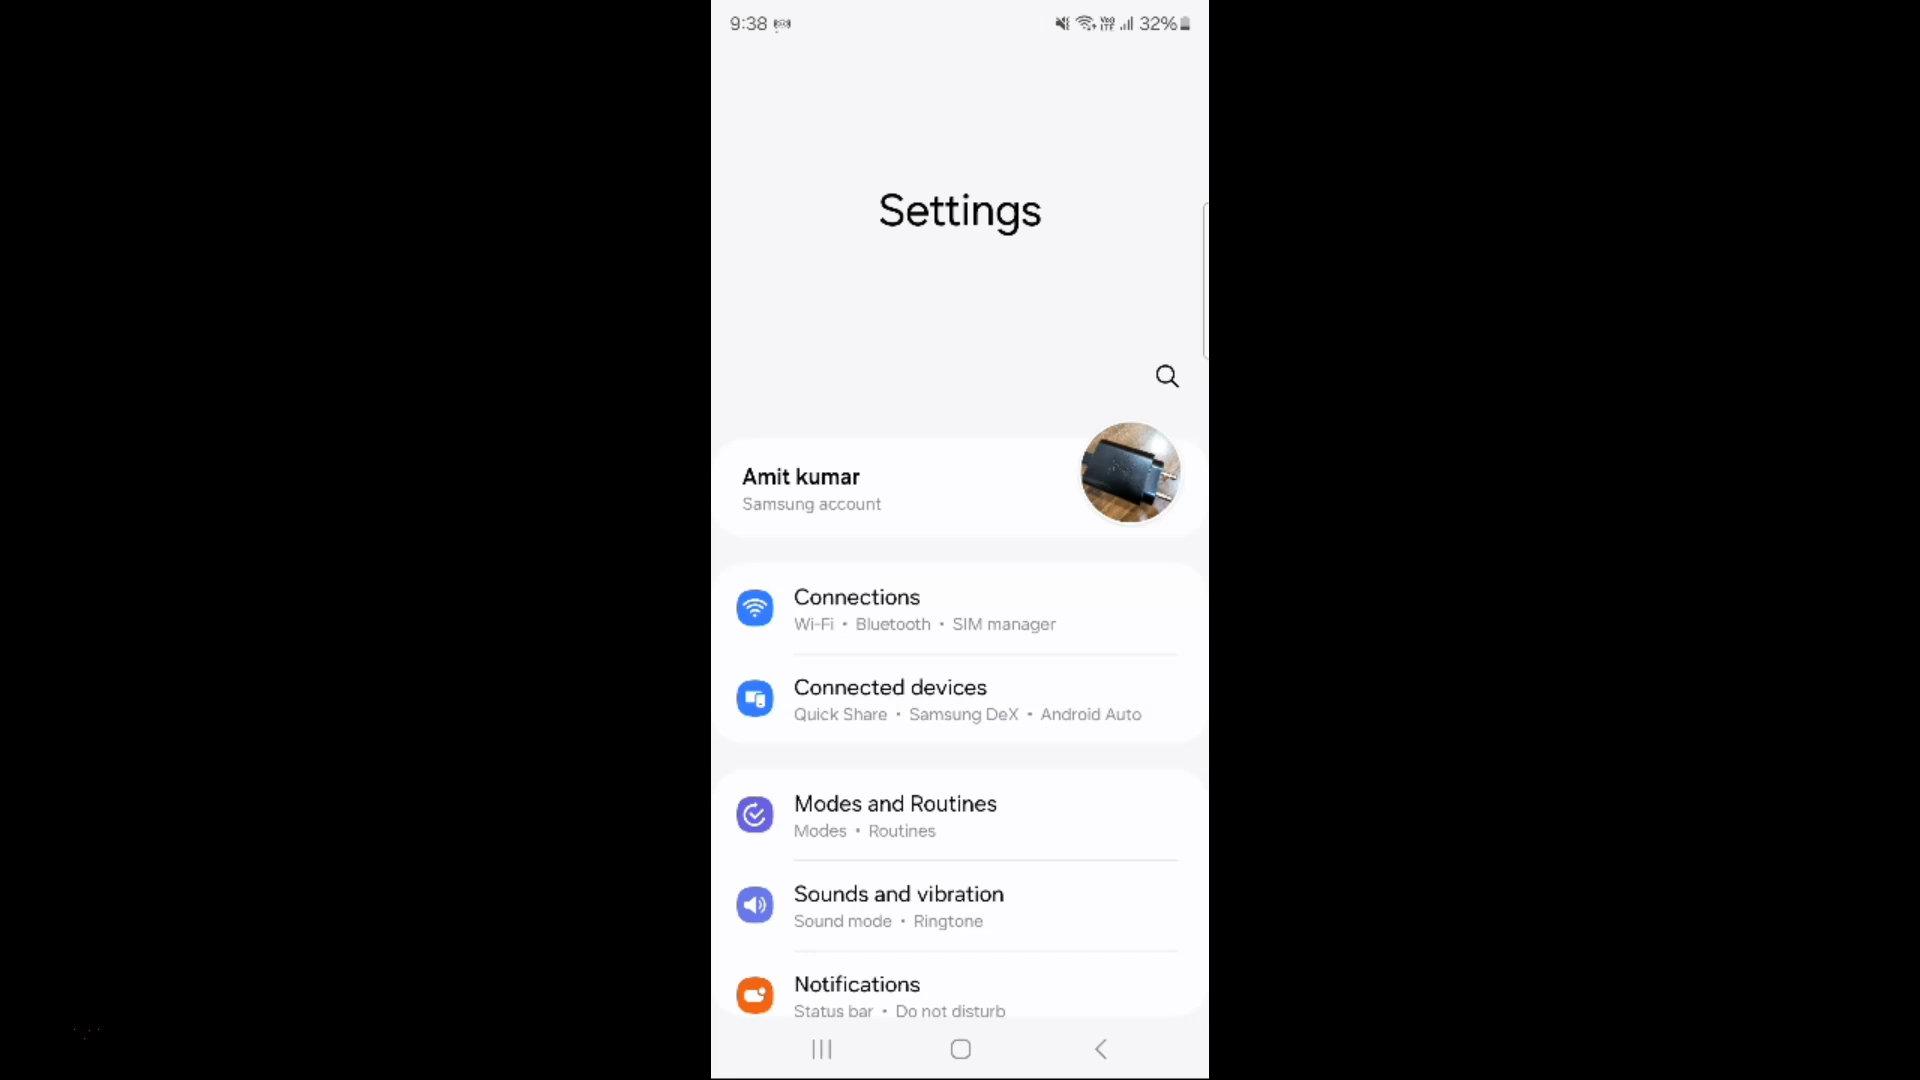 9:38
32%
Settings
Amit kumar
Samsung account
Connections
Wi-Fi • Bluetooth • SIM manager
Connected devices
Quick Share • Samsung DeX • Android Auto
Modes and Routines
Modes • Routines
Sounds and vibration
Sound mode • Ringtone
Notifications
Status bar • Do not disturb